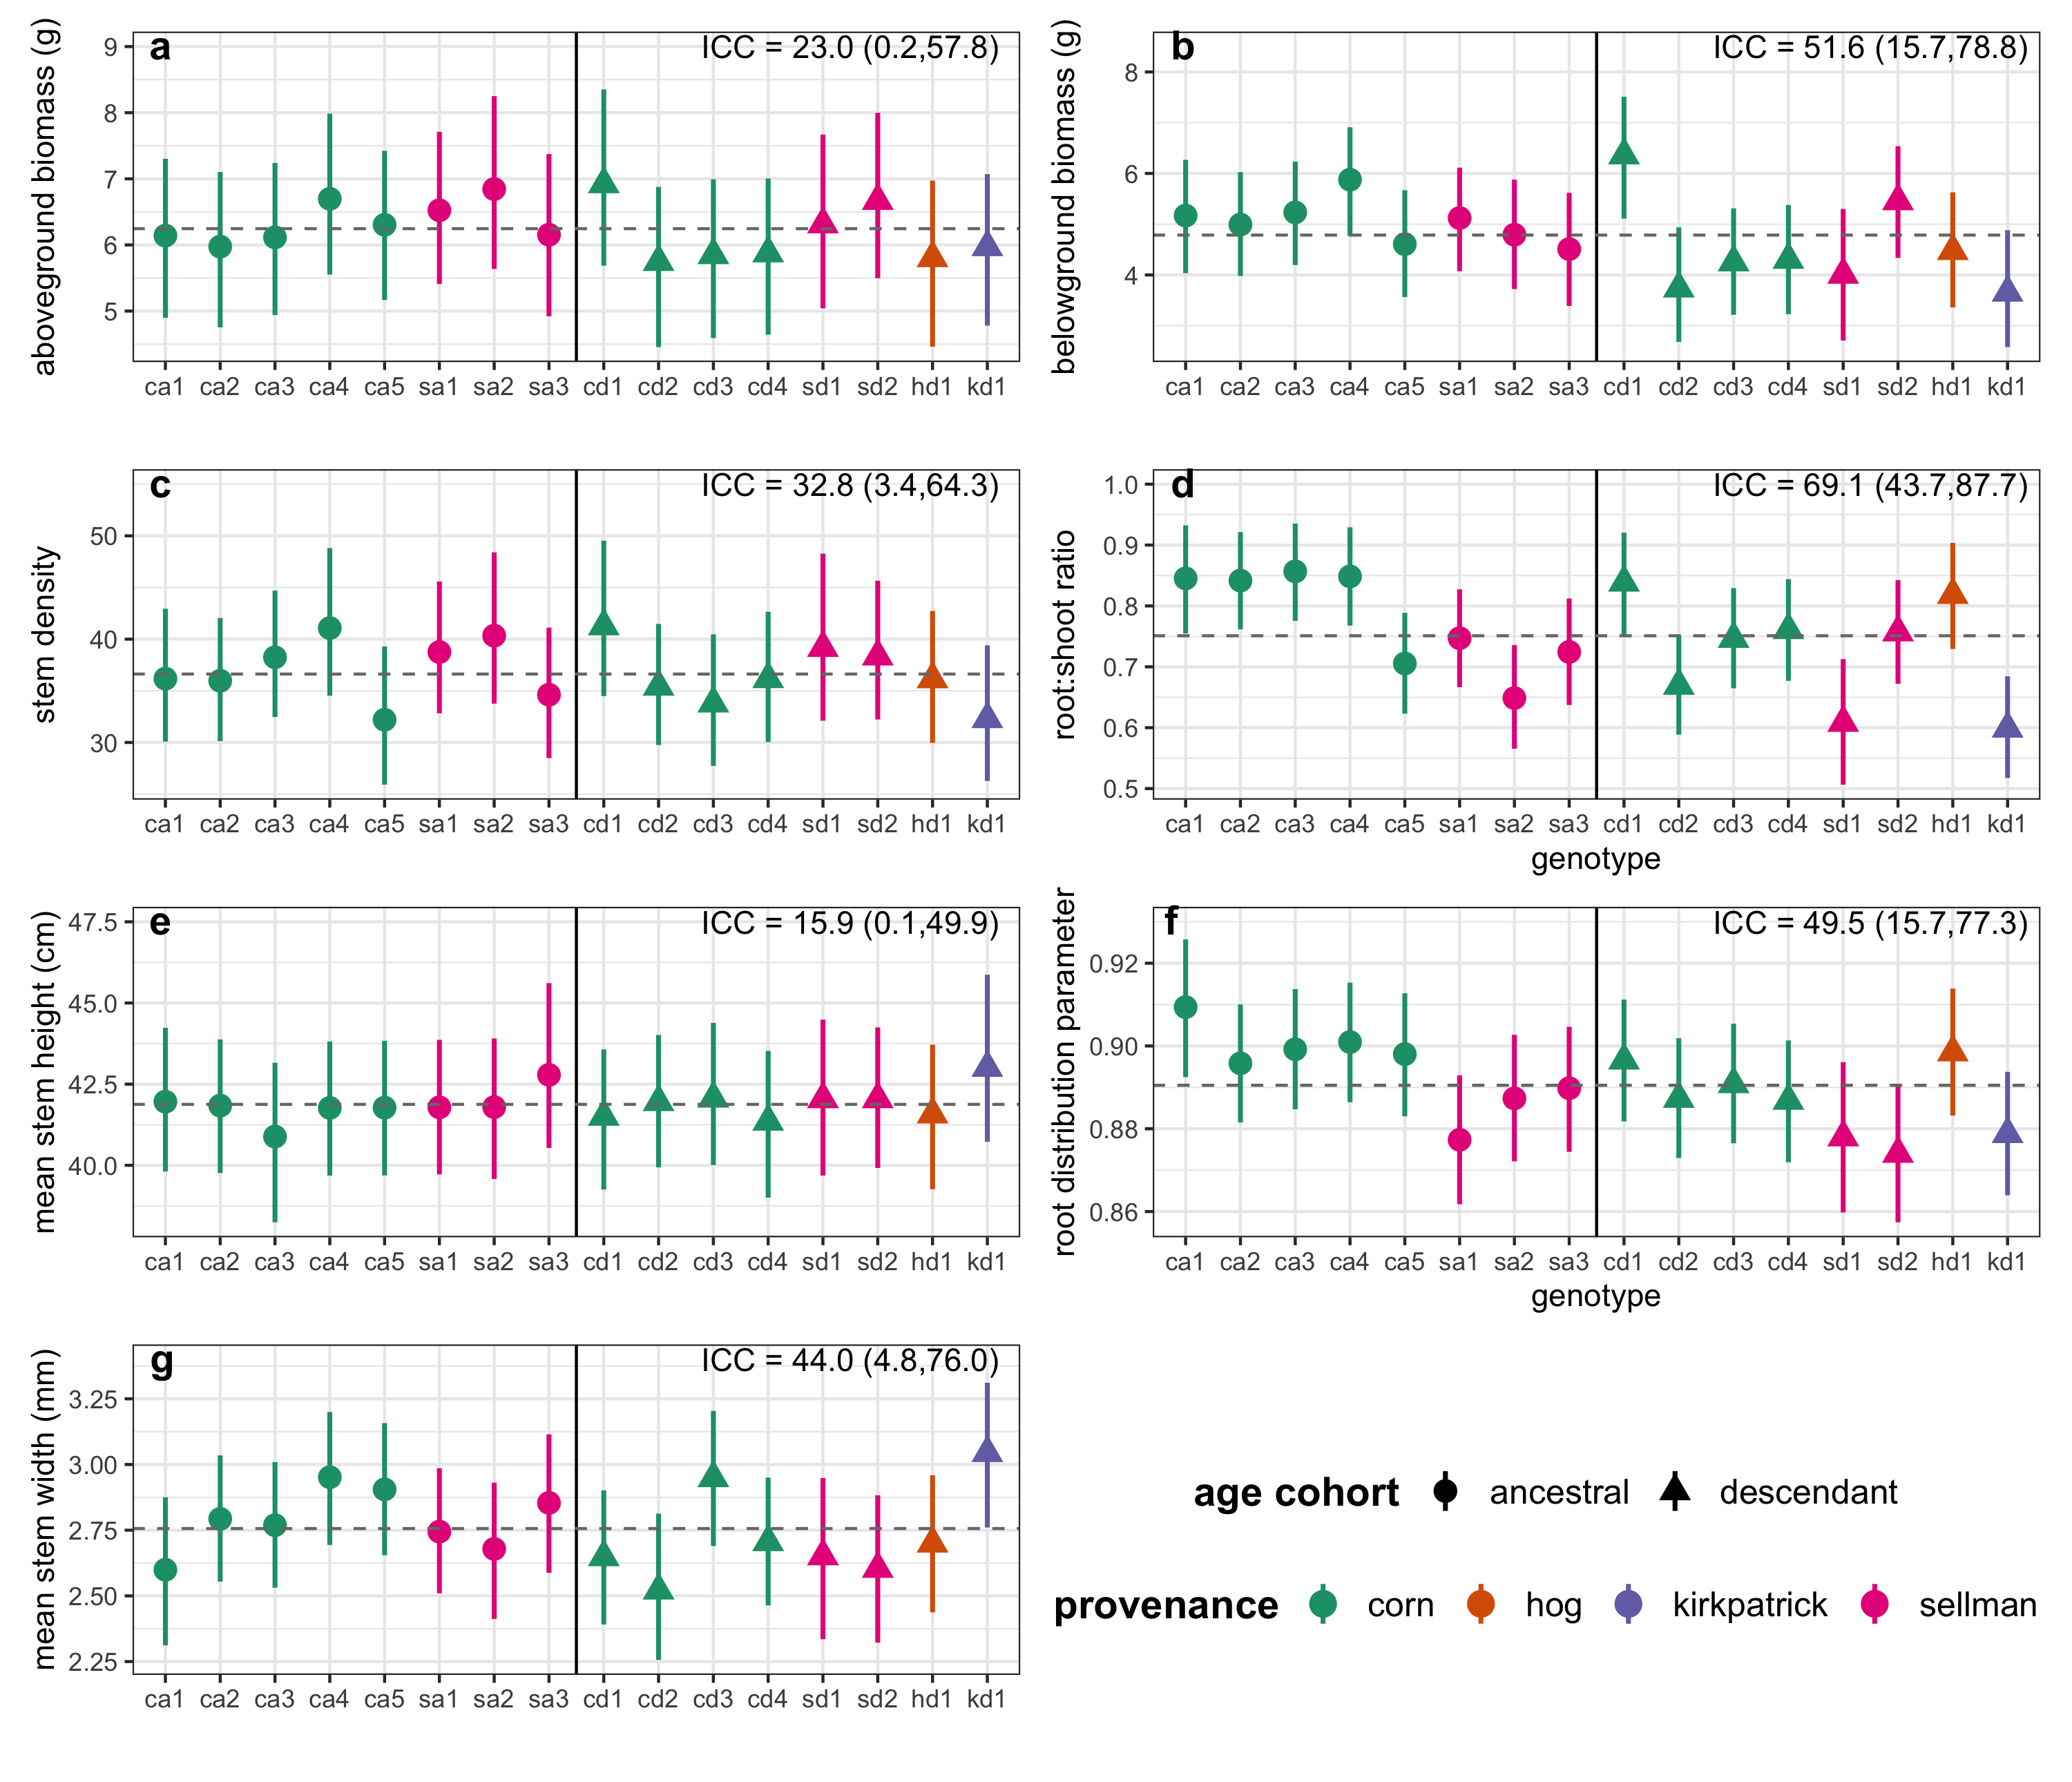 a
ICC = 23.0 (0.2,57.8)
aboveground biomass (g)
9
8
7
6
5
ca1 ca2 ca3 ca4 ca5 sa1 sa2 sa3 cd1 cd2 cd3 cd4 sd1 sd2 hd1 kd1
b
ICC = 51.6 (15.7,78.8)
belowground biomass (g)
8
6
4
ca1 ca2 ca3 ca4 ca5 sa1 sa2 sa3 cd1 cd2 cd3 cd4 sd1 sd2 hd1 kd1
c
ICC = 32.8 (3.4,64.3)
stem density
50
40
30
ca1 ca2 ca3 ca4 ca5 sa1 sa2 sa3 cd1 cd2 cd3 cd4 sd1 sd2 hd1 kd1
d
ICC = 69.1 (43.7,87.7)
root:shoot ratio
1.0
0.9
0.8
0.7
0.6
0.5
ca1 ca2 ca3 ca4 ca5 sa1 sa2 sa3 cd1 cd2 cd3 cd4 sd1 sd2 hd1 kd1
genotype
e
ICC = 15.9 (0.1,49.9)
mean stem height (cm)
47.5
45.0
42.5
40.0
ca1 ca2 ca3 ca4 ca5 sa1 sa2 sa3 cd1 cd2 cd3 cd4 sd1 sd2 hd1 kd1
f
ICC = 49.5 (15.7,77.3)
root distribution parameter
0.92
0.90
0.88
0.86
ca1 ca2 ca3 ca4 ca5 sa1 sa2 sa3 cd1 cd2 cd3 cd4 sd1 sd2 hd1 kd1
genotype
g
ICC = 44.0 (4.8,76.0)
mean stem width (mm)
3.25
3.00
2.75
2.50
2.25
ca1 ca2 ca3 ca4 ca5 sa1 sa2 sa3 cd1 cd2 cd3 cd4 sd1 sd2 hd1 kd1
age cohort ancestral descendant
provenance corn hog kirkpatrick sellman